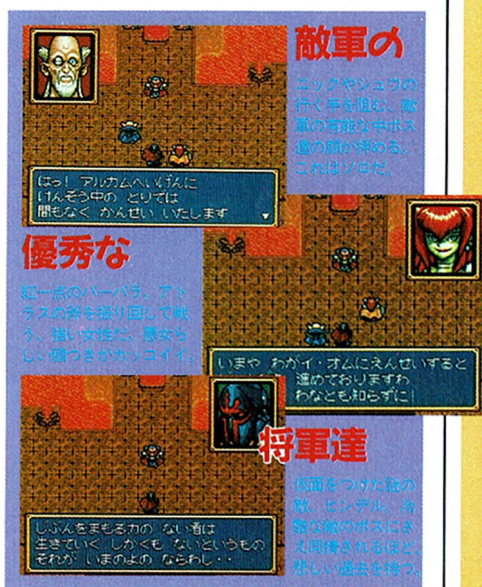 敵軍の
ニックやジュウの
行く手を阻む、敵
軍の有能な中ボス
達の顔が拝める。
これはゾロだ。
はっ! アルカムへいげんに
けんぞう中の とりでは
間もなく かんせい いたします
優秀な
紅一点のバーバラ。アト
ラスの斧を振り回して戦
う、強い女性だ。悪女ら
しい顔つきがカッコイイ。
いまや わがイ・オムにえんせいすると
進めておりますわ
わなとも知らずに!
将軍達
仮面をつけた謎の
敵、ヒンデル。冷
酷な敵のボスにさ
え同情されるほど、
悲しい過去を持つ。
じぶんをまもる力の ない者は
生きていく しかくも ないというもの
それが いまのよの ならわし・・